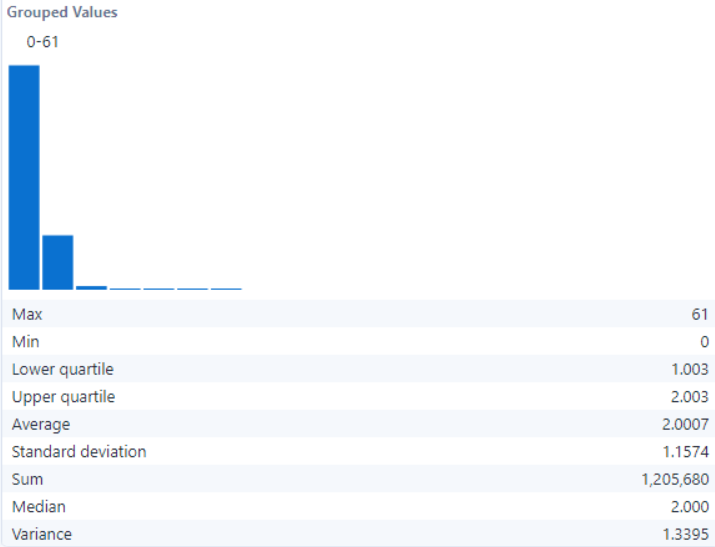 Grouped Values
0-61
Max 61
Min 0
Lower quartile 1.003
Upper quartile 2.003
Average 2.0007
Standard deviation 1.1574
Sum 1,205,680
Median 2.000
Variance 1.3395